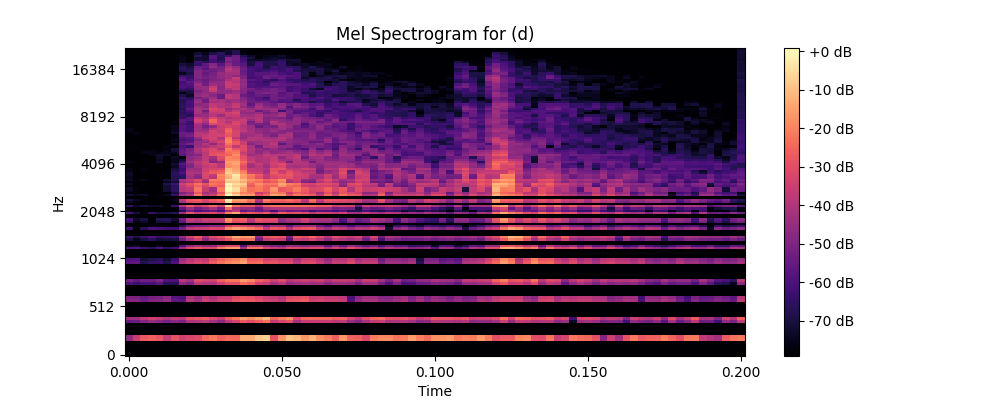 Mel Spectrogram for (d)
Hz
16384
8192
4096
2048
1024
512
0
0.000 0.050 0.100 0.150 0.200
Time
+0 dB
-10 dB
-20 dB
-30 dB
-40 dB
-50 dB
-60 dB
-70 dB